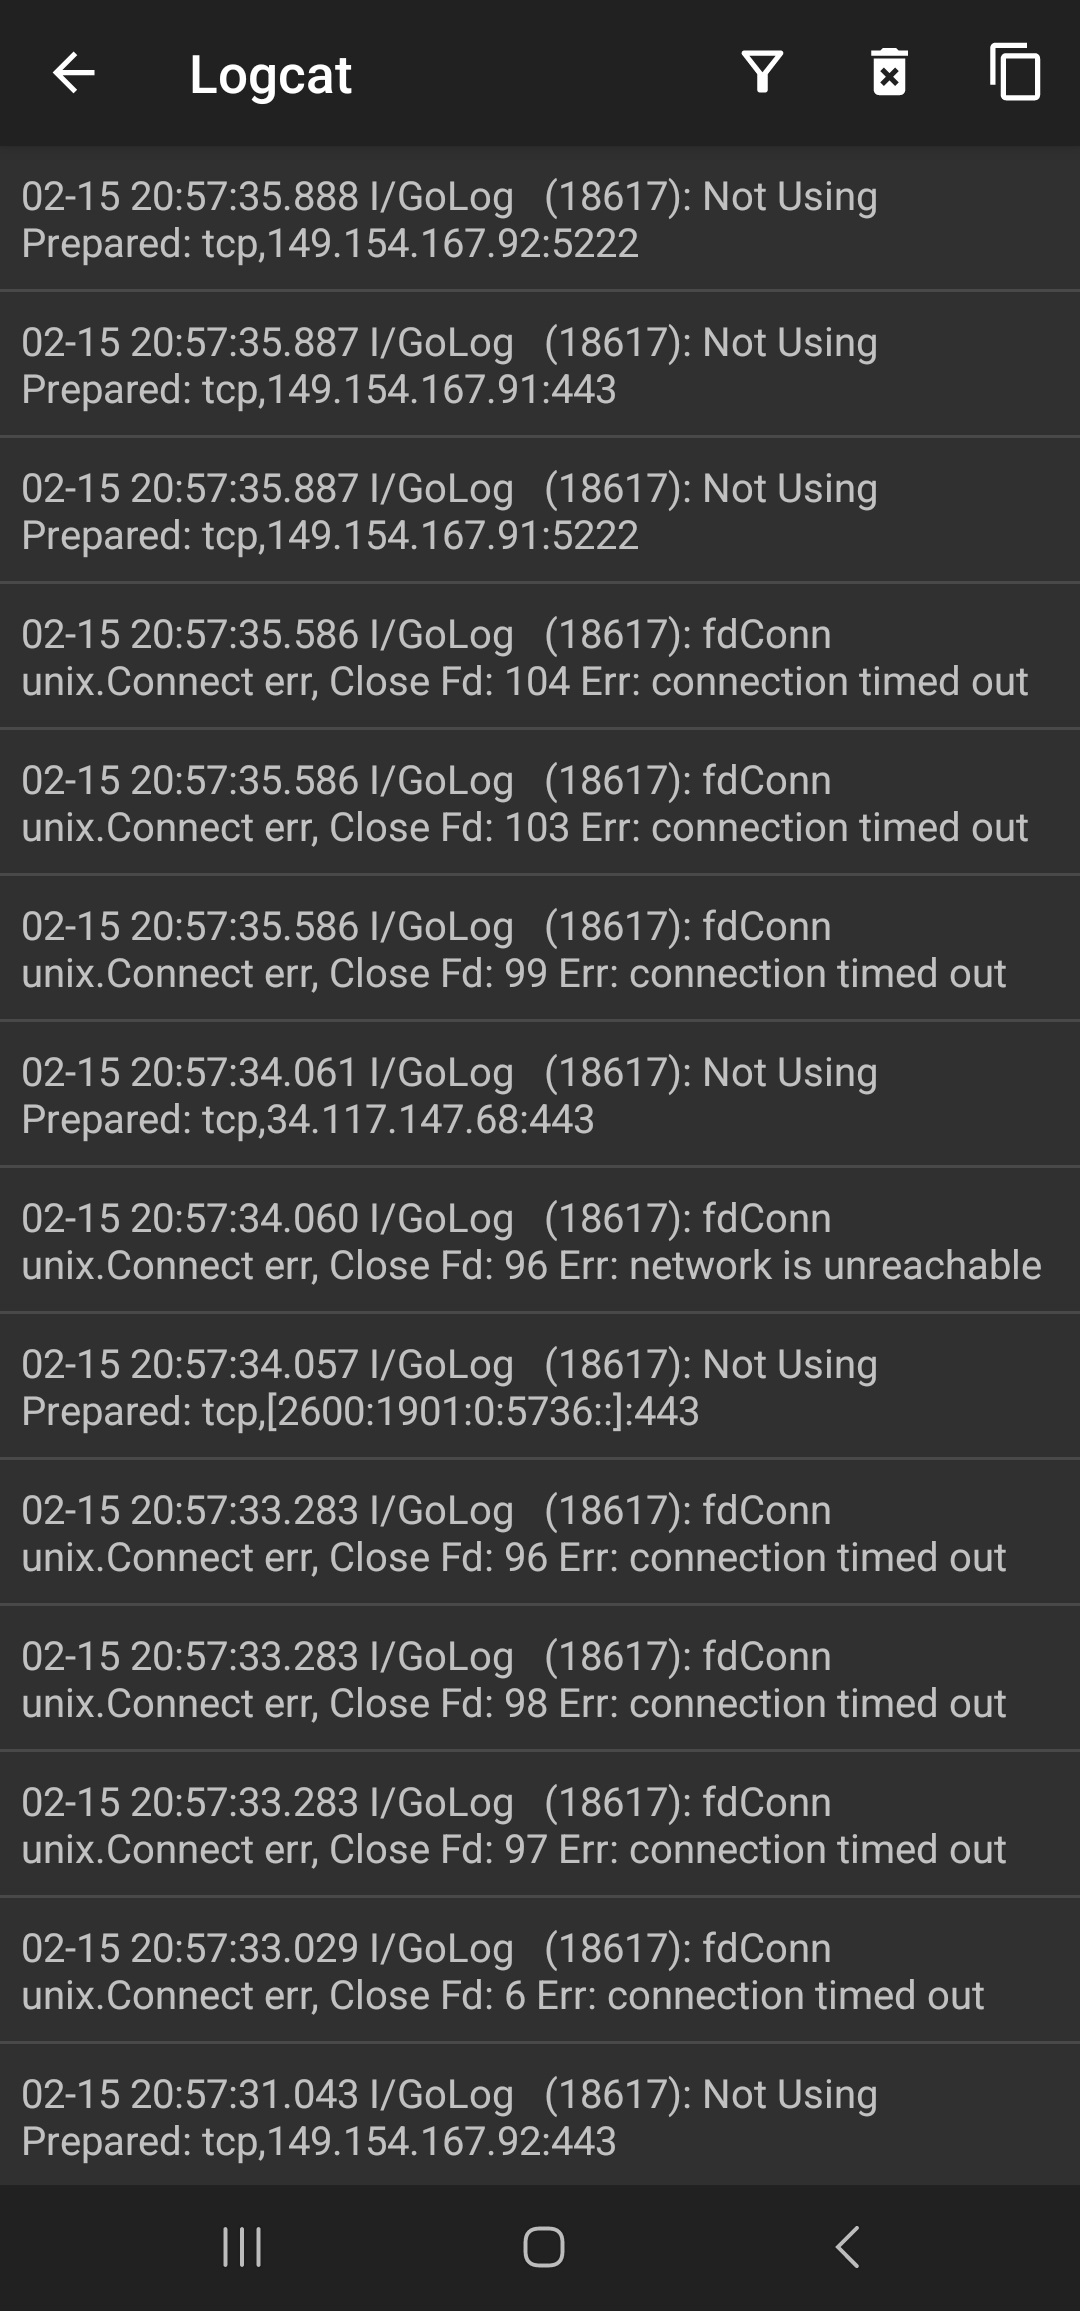 Logcat
02-15 20:57:35.888 I/GoLog (18617): Not Using
Prepared: tcp,149.154.167.92:5222
02-15 20:57:35.887 I/GoLog (18617): Not Using
Prepared: tcp,149.154.167.91:443
02-15 20:57:35.887 I/GoLog (18617): Not Using
Prepared: tcp,149.154.167.91:5222
02-15 20:57:35.586 I/GoLog (18617): fdConn
unix.Connect err, Close Fd: 104 Err: connection timed out
02-15 20:57:35.586 I/GoLog (18617): fdConn
unix.Connect err, Close Fd: 103 Err: connection timed out
02-15 20:57:35.586 I/GoLog (18617): fdConn
unix.Connect err, Close Fd: 99 Err: connection timed out
02-15 20:57:34.061 I/GoLog (18617): Not Using
Prepared: tcp,34.117.147.68:443
02-15 20:57:34.060 I/GoLog (18617): fdConn
unix.Connect err, Close Fd: 96 Err: network is unreachable
02-15 20:57:34.057 I/GoLog (18617): Not Using
Prepared: tcp,[2600:1901:0:5736::]:443
02-15 20:57:33.283 I/GoLog (18617): fdConn
unix.Connect err, Close Fd: 96 Err: connection timed out
02-15 20:57:33.283 I/GoLog (18617): fdConn
unix.Connect err, Close Fd: 98 Err: connection timed out
02-15 20:57:33.283 I/GoLog (18617): fdConn
unix.Connect err, Close Fd: 97 Err: connection timed out
02-15 20:57:33.029 I/GoLog (18617): fdConn
unix.Connect err, Close Fd: 6 Err: connection timed out
02-15 20:57:31.043 I/GoLog (18617): Not Using
Prepared: tcp,149.154.167.92:443